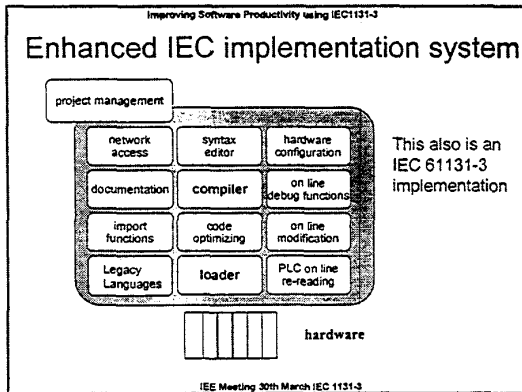 Improving Software Productivity using IEC1131-3
Enhanced IEC implementation system
project management
network
access
syntax
editor
hardware
configuration
This also is an
IEC 61131-3
implementation
documentation
compiler
on line
debug functions
import
functions
code
optimizing
on line
modification
Legacy
Languages
loader
PLC on line
re-reading
hardware
IEE Meeting 30th March IEC 1131-3